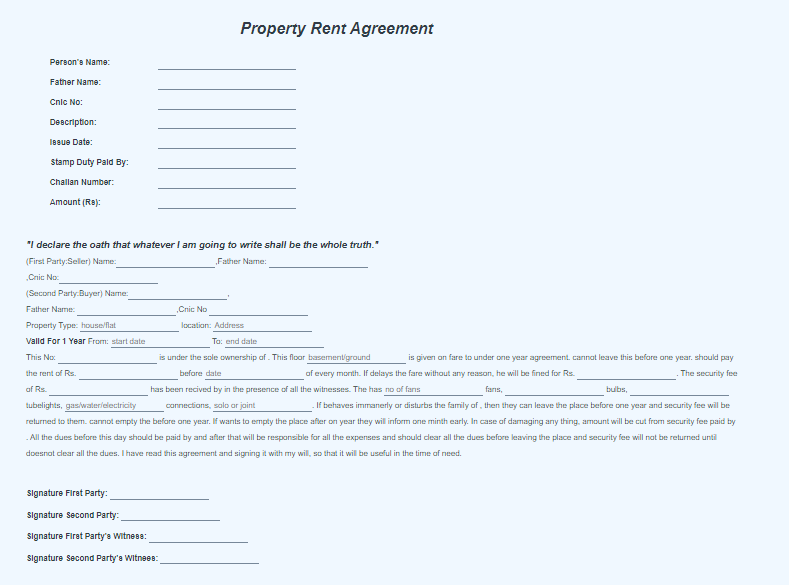 Property Rent Agreement
Person's Name:
Father Name:
Cnic No:
Description:
Issue Date:
Stamp Duty Paid By:
Challan Number:
Amount (Rs):
"I declare the oath that whatever I am going to write shall be the whole truth."
(First Party:Seller) Name: ,Father Name:
,Cnic No:
(Second Party:Buyer) Name: ,
Father Name: ,Cnic No
Property Type: house/flat location: Address
Valid For 1 Year From: start date To: end date
This No: is under the sole ownership of . This floor basement/ground is given on fare to under one year agreement. cannot leave this before one year. should pay
the rent of Rs. before date of every month. If delays the fare without any reason, he will be fined for Rs. . The security fee
of Rs. has been recived by in the presence of all the witnesses. The has no of fans fans, bulbs,
tubelights, gas/water/electricity connections, solo or joint . If behaves immanerly or disturbs the family of , then they can leave the place before one year and security fee will be
returned to them. cannot empty the before one year. If wants to empty the place after on year they will inform one minth early. In case of damaging any thing, amount will be cut from security fee paid by
. All the dues before this day should be paid by and after that will be responsible for all the expenses and should clear all the dues before leaving the place and security fee will not be returned until
doesnot clear all the dues. I have read this agreement and signing it with my will, so that it will be useful in the time of need.
Signature First Party:
Signature Second Party:
Signature First Party's Witness:
Signature Second Party's Witness: